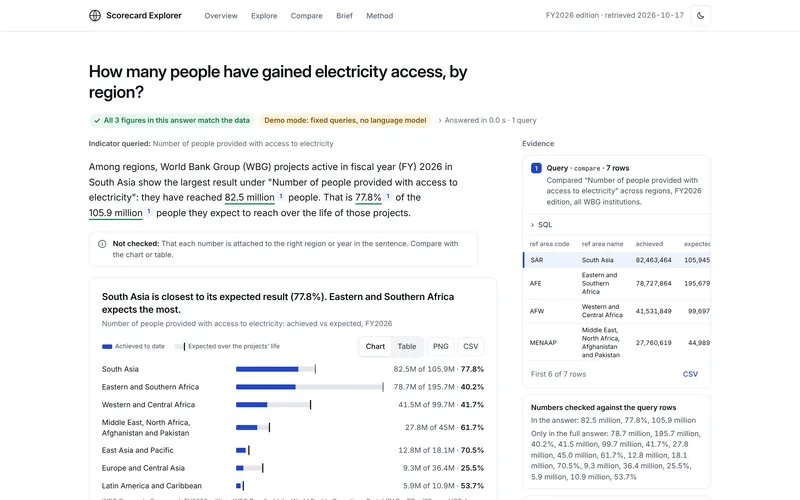 Scorecard Explorer
Overview
Explore
Compare
Brief
Method
FY2026 edition · retrieved 2026-10-17
How many people have gained electricity access, by
region?
✓ All 3 figures in this answer match the data
Demo mode: fixed queries, no language model
› Answered in 0.0 s · 1 query
Indicator queried: Number of people provided with access to electricity
Among regions, World Bank Group (WBG) projects active in fiscal year (FY) 2026 in
South Asia show the largest result under "Number of people provided with access to
electricity": they have reached 82.5 million 1 people. That is 77.8% 1 of the
105.9 million 1 people they expect to reach over the life of those projects.
Not checked: That each number is attached to the right region or year in the sentence. Compare with
the chart or table.
South Asia is closest to its expected result (77.8%). Eastern and Southern Africa
expects the most.
Number of people provided with access to electricity: achieved vs expected, FY2026
Achieved to date
Expected over the projects' life
Chart
Table
PNG
CSV
South Asia 82.5M of 105.9M · 77.8%
Eastern and Southern Africa 78.7M of 195.7M · 40.2%
Western and Central Africa 41.5M of 99.7M · 41.7%
Middle East, North Africa,
Afghanistan and Pakistan 27.8M of 45M · 61.7%
East Asia and Pacific 12.8M of 18.1M · 70.5%
Europe and Central Asia 9.3M of 36.4M · 25.5%
Latin America and Caribbean 5.9M of 10.9M · 53.7%
Evidence
1 Query · compare · 7 rows
Compared "Number of people provided with
access to electricity" across regions, FY2026
edition, all WBG institutions.
› SQL
ref area code ref area name achieved expected
SAR South Asia 82,463,464 105,945
AFE Eastern and Southern Africa 78,727,864 195,679
AFW Western and Central Africa 41,531,849 99,697
MENAAP Middle East, North Africa, Afghanistan and Pakistan 27,760,619 44,989
First 6 of 7 rows
CSV
Numbers checked against the query rows
In the answer: 82.5 million, 77.8%, 105.9 million
Only in the full answer: 78.7 million, 195.7 million,
40.2%, 41.5 million, 99.7 million, 41.7%, 27.8
million, 45.0 million, 61.7%, 12.8 million, 18.1
million, 70.5%, 9.3 million, 36.4 million, 25.5%,
5.9 million, 10.9 million, 53.7%